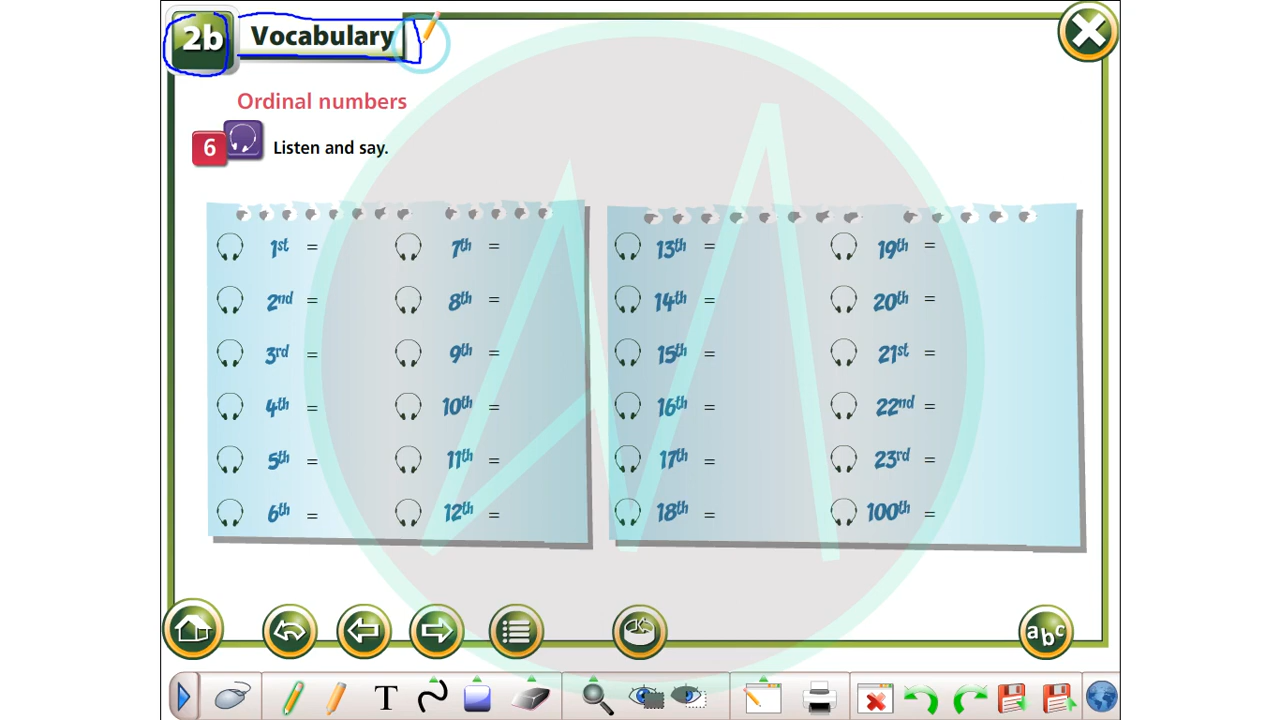 2b Vocabulary
Ordinal numbers
6 Listen and say.
1st = 7th = 13th = 19th =
2nd = 8th = 14th = 20th =
3rd = 9th = 15th = 21st =
4th = 10th = 16th = 22nd =
5th = 11th = 17th = 23rd =
6th = 12th = 18th = 100th =
abc
T